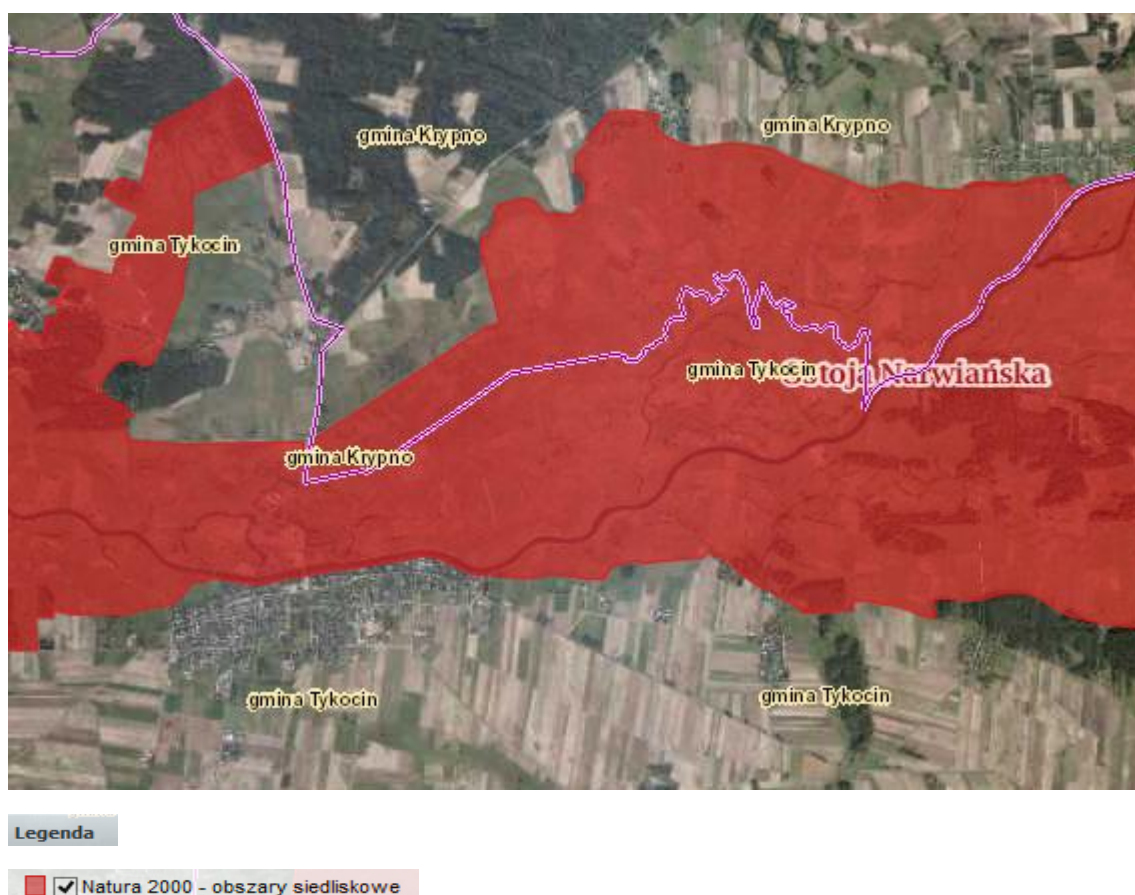 gmina Krypno
gmina Krypno
gmina Tykocin
gmina Tykocin
Ostoja Narwiańska
gmina Krypno
gmina Tykocin
gmina Tykocin
Legenda
Natura 2000 - obszary siedliskowe